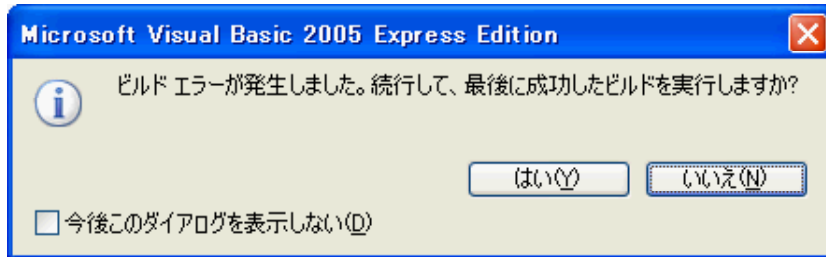 Microsoft Visual Basic 2005 Express Edition
ビルド エラーが発生しました。続行して、最後に成功したビルドを実行しますか?
はい(Y) いいえ(N)
今後このダイアログを表示しない(D)